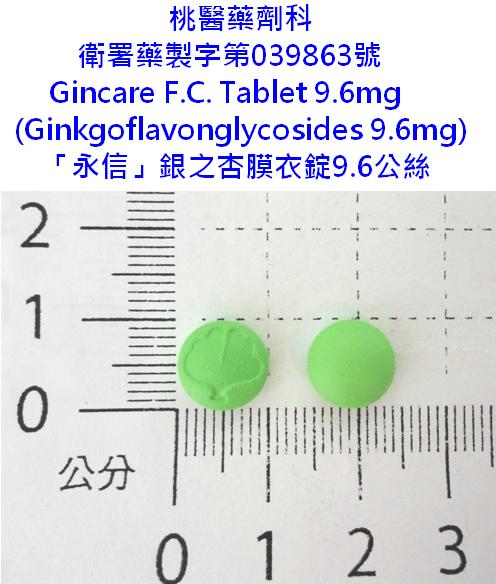 桃醫藥劑科
衛署藥製字第039863號
Gincare F.C. Tablet 9.6mg
(Ginkgoflavonglycosides 9.6mg)
「永信」銀之杏膜衣錠9.6公絲
2
1
0
公分
0 1 2 3